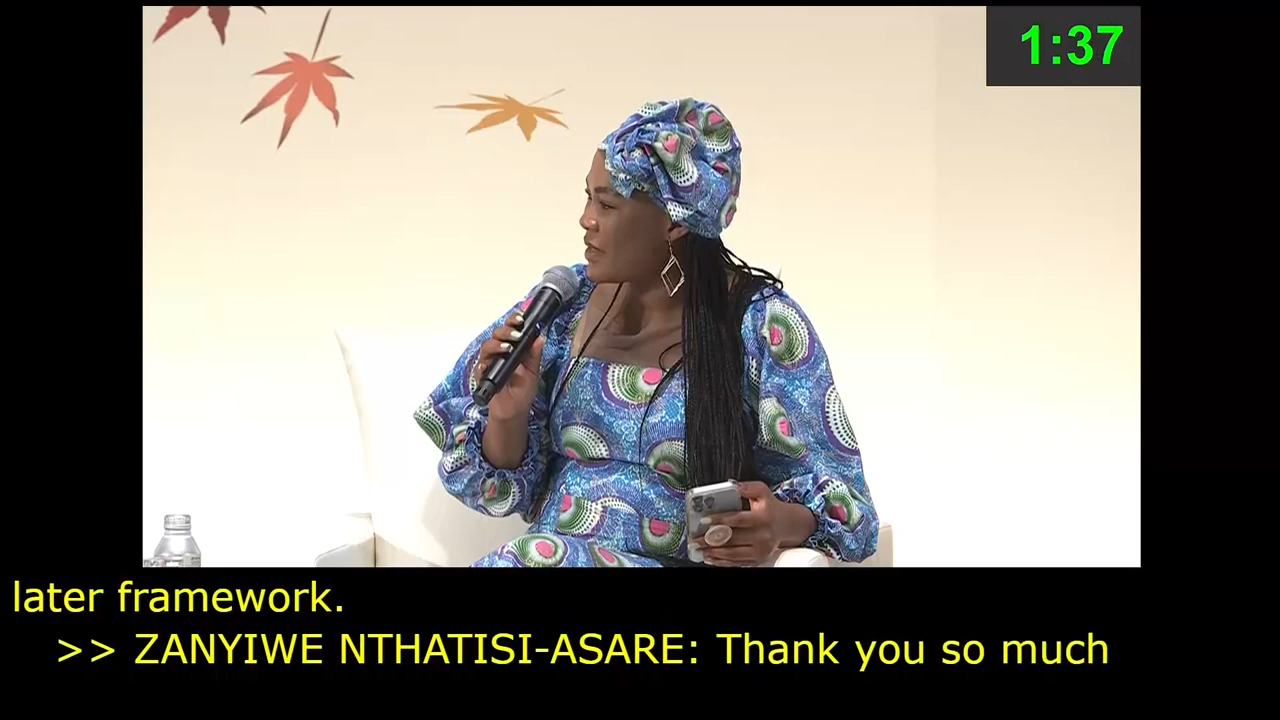 1:37
later framework.
>> ZANYIWE NTHATISI-ASARE: Thank you so much